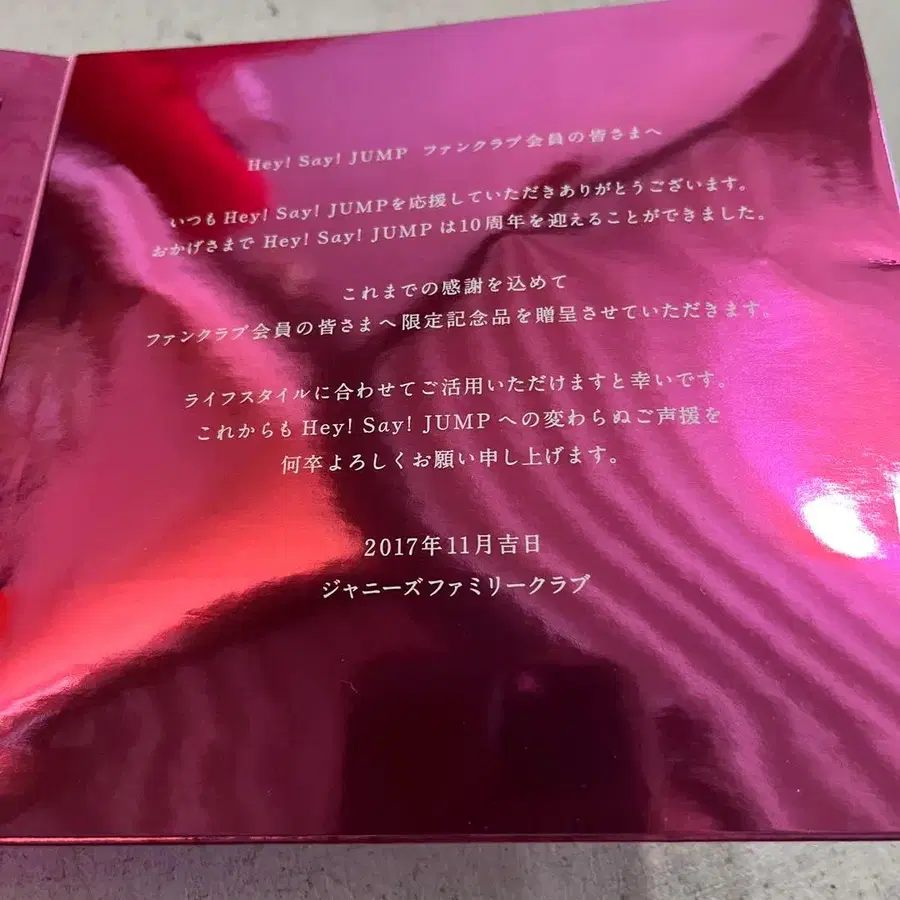 Hey! Say! JUMP ファンクラブ会員の皆さまへ
いつも Hey! Say! JUMPを応援していただきありがとうございます。
おかげさまで Hey! Say! JUMPは10周年を迎えることができました。
これまでの感謝を込めて
ファンクラブ会員の皆さまへ限定記念品を贈呈させていただきます。
ライフスタイルに合わせてご活用いただけますと幸いです。
これからも Hey! Say! JUMP への変わらぬご声援を
何卒よろしくお願い申し上げます。
2017年11月吉日
ジャニーズファミリークラブ